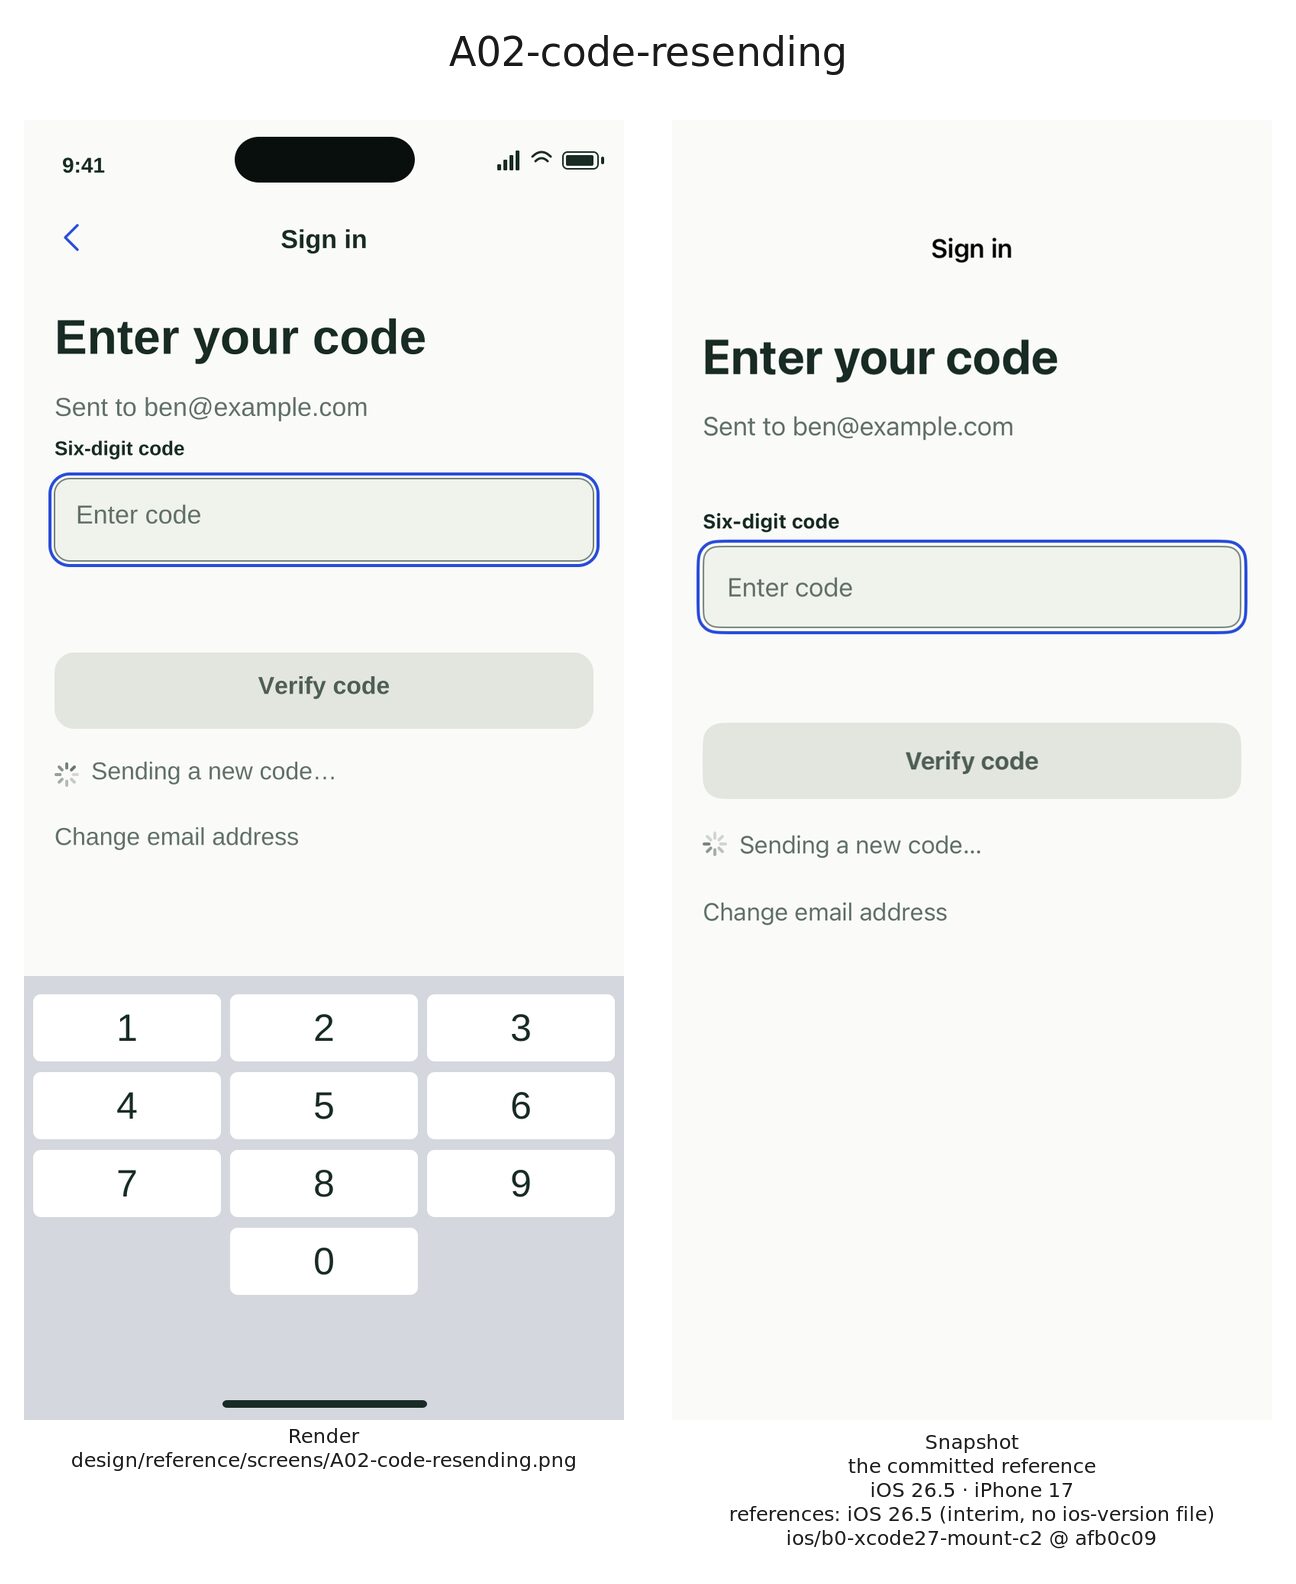 A02-code-resending
9:41
Sign in
Enter your code
Sent to ben@example.com
Six-digit code
Enter code
Verify code
Sending a new code…
Change email address
1 2 3
4 5 6
7 8 9
0
Render
design/reference/screens/A02-code-resending.png
Sign in
Enter your code
Sent to ben@example.com
Six-digit code
Enter code
Verify code
Sending a new code...
Change email address
Snapshot
the committed reference
iOS 26.5 · iPhone 17
references: iOS 26.5 (interim, no ios-version file)
ios/b0-xcode27-mount-c2 @ afb0c09